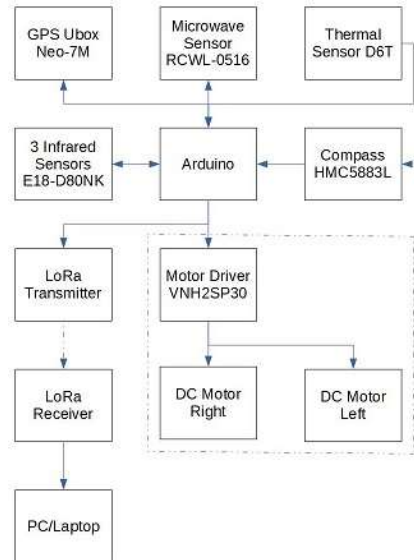 GPS Ubox
Neo-7M
Microwave
Sensor
RCWL-0516
Thermal
Sensor D6T
3 Infrared
Sensors
E18-D80NK
Arduino
Compass
HMC5883L
LoRa
Transmitter
Motor Driver
VNH2SP30
LoRa
Receiver
DC Motor
Right
DC Motor
Left
PC/Laptop